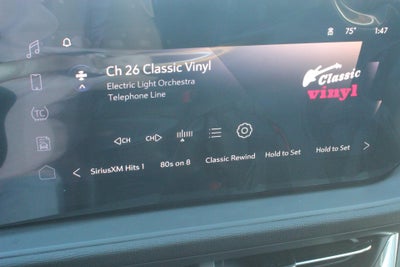 75° 1:47
Ch 26 Classic Vinyl
Electric Light Orchestra
Telephone Line
Classic
vinyl
TC
◁CH CH▷
< SiriusXM Hits 1 80s on 8 Classic Rewind Hold to Set Hold to Set >